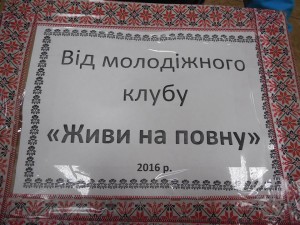 Від молодіжного
клубу
«Живи на повну»
2016 р.